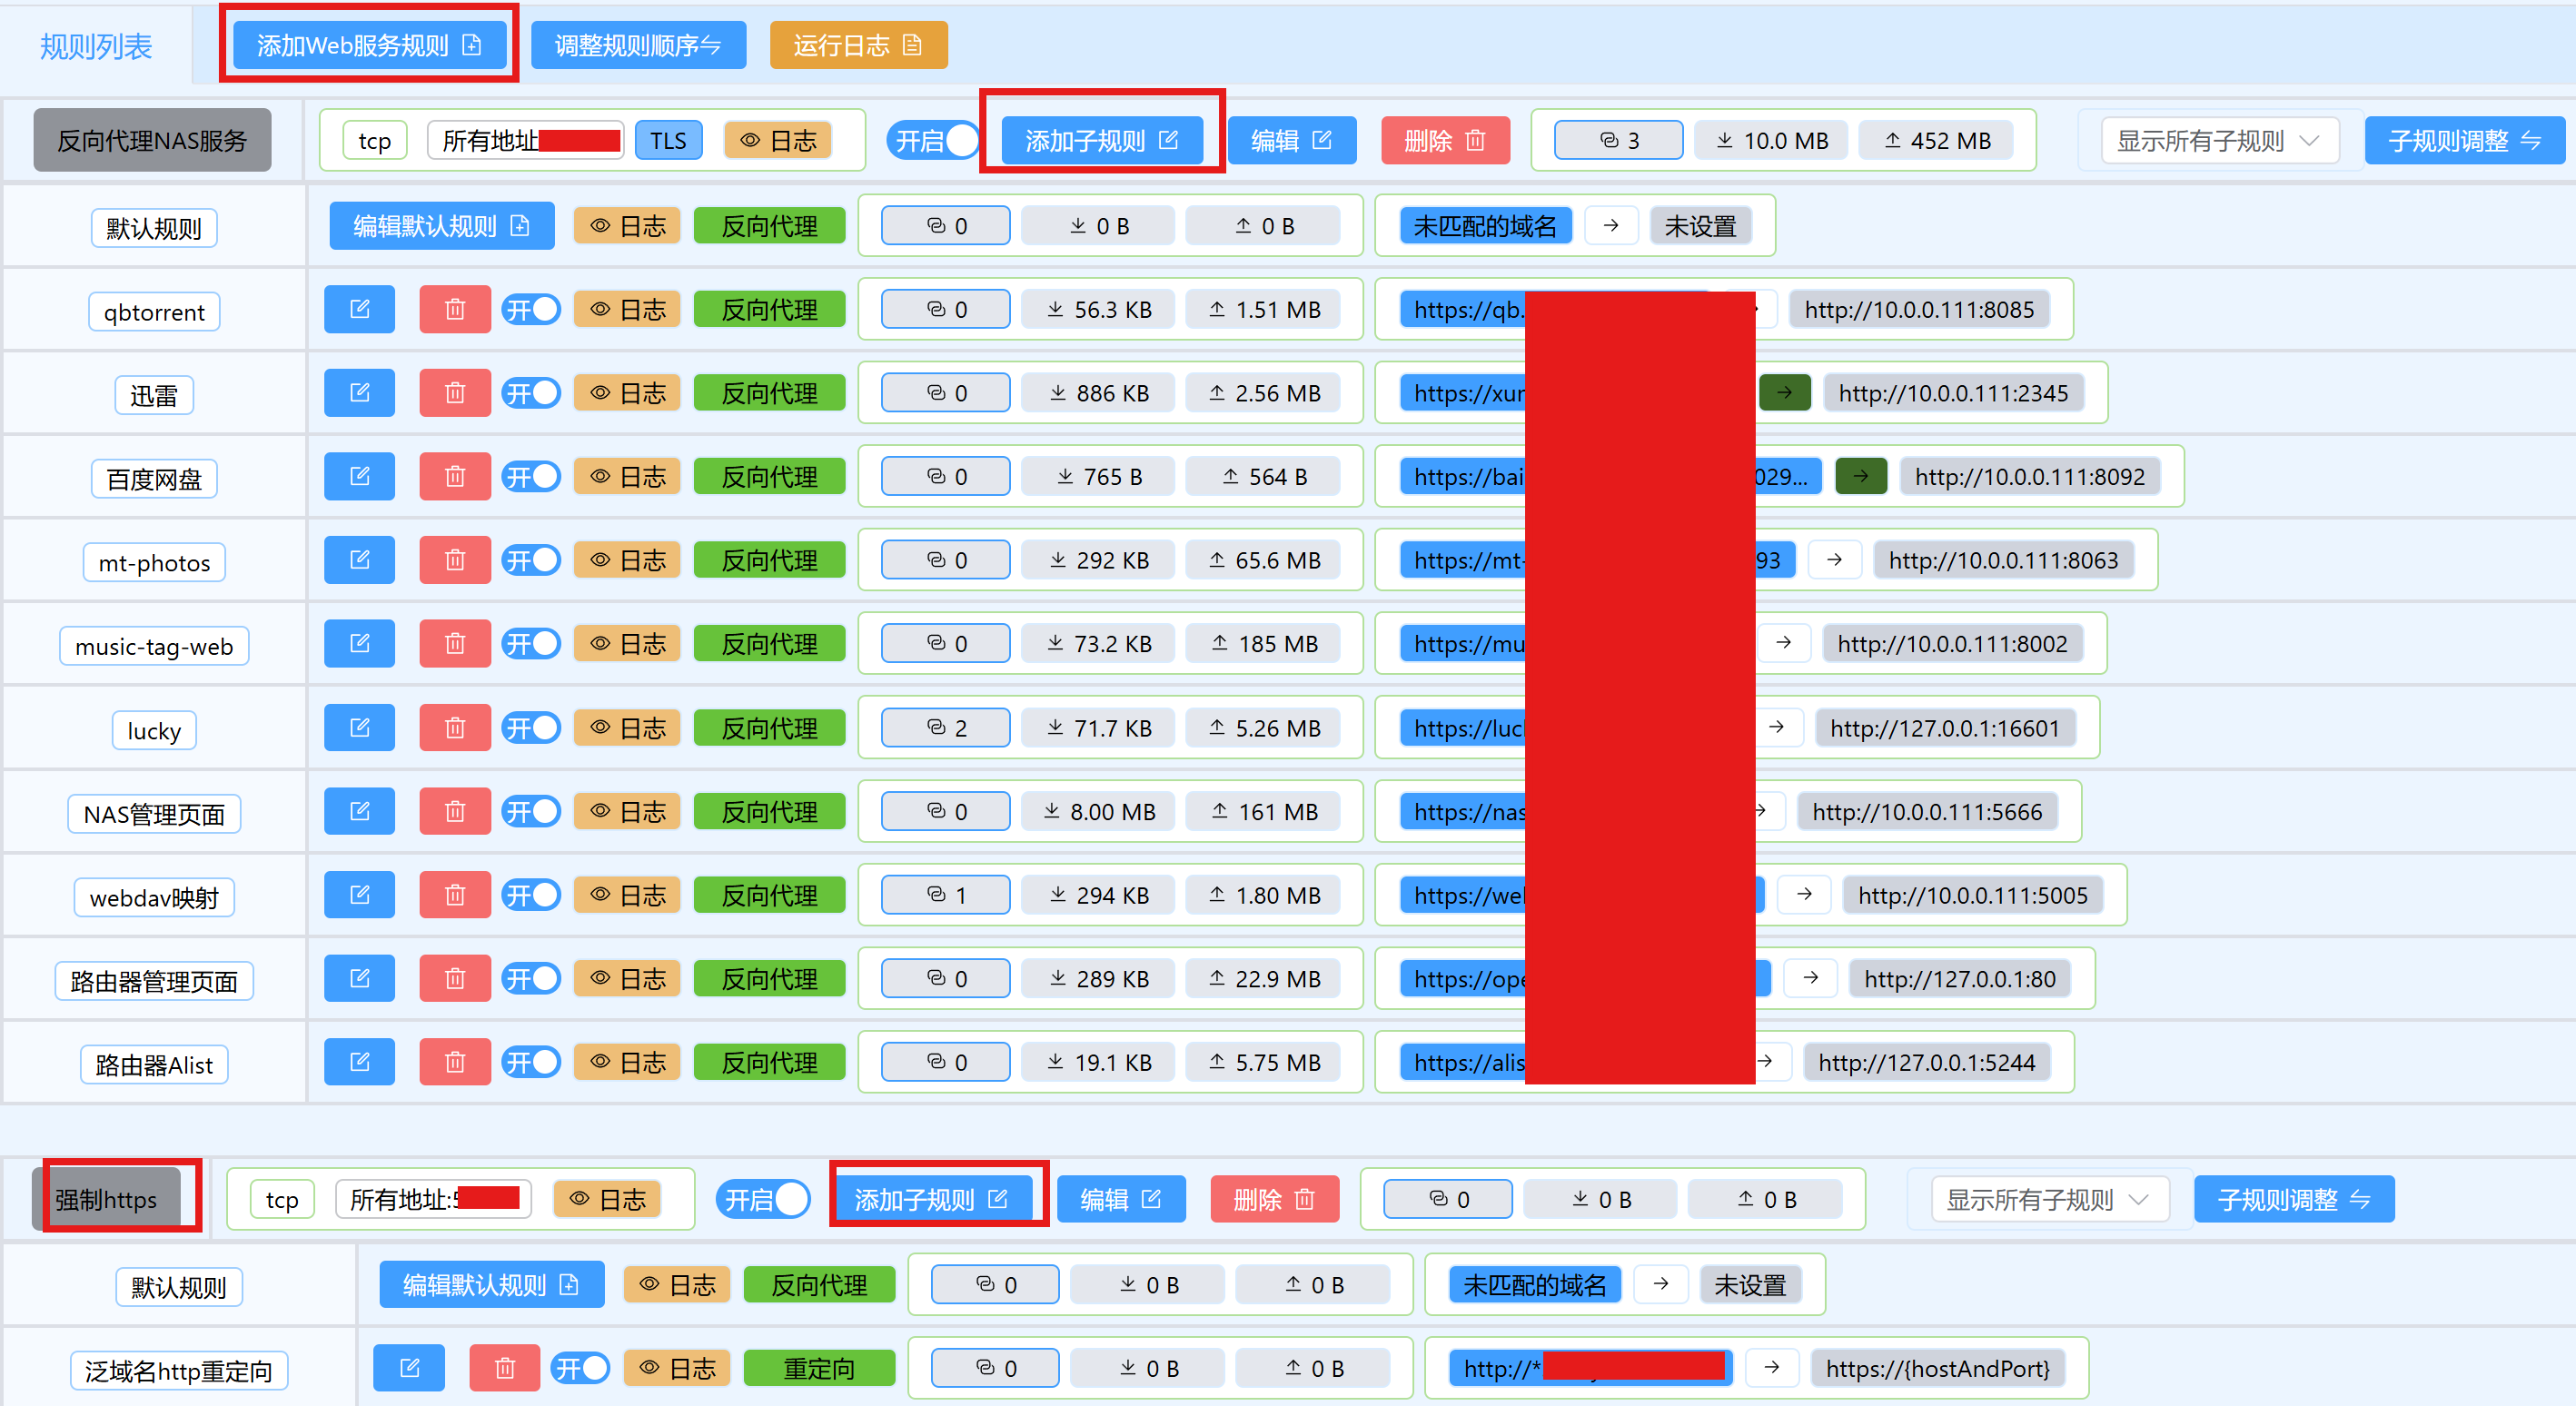 规则列表 添加Web服务规则 调整规则顺序 运行日志
反向代理NAS服务 tcp 所有地址 TLS 日志 开启 添加子规则 编辑 删除 3 10.0 MB 452 MB 显示所有子规则 子规则调整
默认规则 编辑默认规则 日志 反向代理 0 0 B 0 B 未匹配的域名 → 未设置
qbtorrent 开 日志 反向代理 0 56.3 KB 1.51 MB https://qb. http://10.0.0.111:8085
迅雷 开 日志 反向代理 0 886 KB 2.56 MB https://xun → http://10.0.0.111:2345
百度网盘 开 日志 反向代理 0 765 B 564 B https://bai 029... → http://10.0.0.111:8092
mt-photos 开 日志 反向代理 0 292 KB 65.6 MB https://mt- 93 → http://10.0.0.111:8063
music-tag-web 开 日志 反向代理 0 73.2 KB 185 MB https://mu → http://10.0.0.111:8002
lucky 开 日志 反向代理 2 71.7 KB 5.26 MB https://luc → http://127.0.0.1:16601
NAS管理页面 开 日志 反向代理 0 8.00 MB 161 MB https://nas → http://10.0.0.111:5666
webdav映射 开 日志 反向代理 1 294 KB 1.80 MB https://we → http://10.0.0.111:5005
路由器管理页面 开 日志 反向代理 0 289 KB 22.9 MB https://ope → http://127.0.0.1:80
路由器Alist 开 日志 反向代理 0 19.1 KB 5.75 MB https://alis → http://127.0.0.1:5244
强制https tcp 所有地址: 日志 开启 添加子规则 编辑 删除 0 0 B 0 B 显示所有子规则 子规则调整
默认规则 编辑默认规则 日志 反向代理 0 0 B 0 B 未匹配的域名 → 未设置
泛域名http重定向 开 日志 重定向 0 0 B 0 B http://* → https://{hostAndPort}